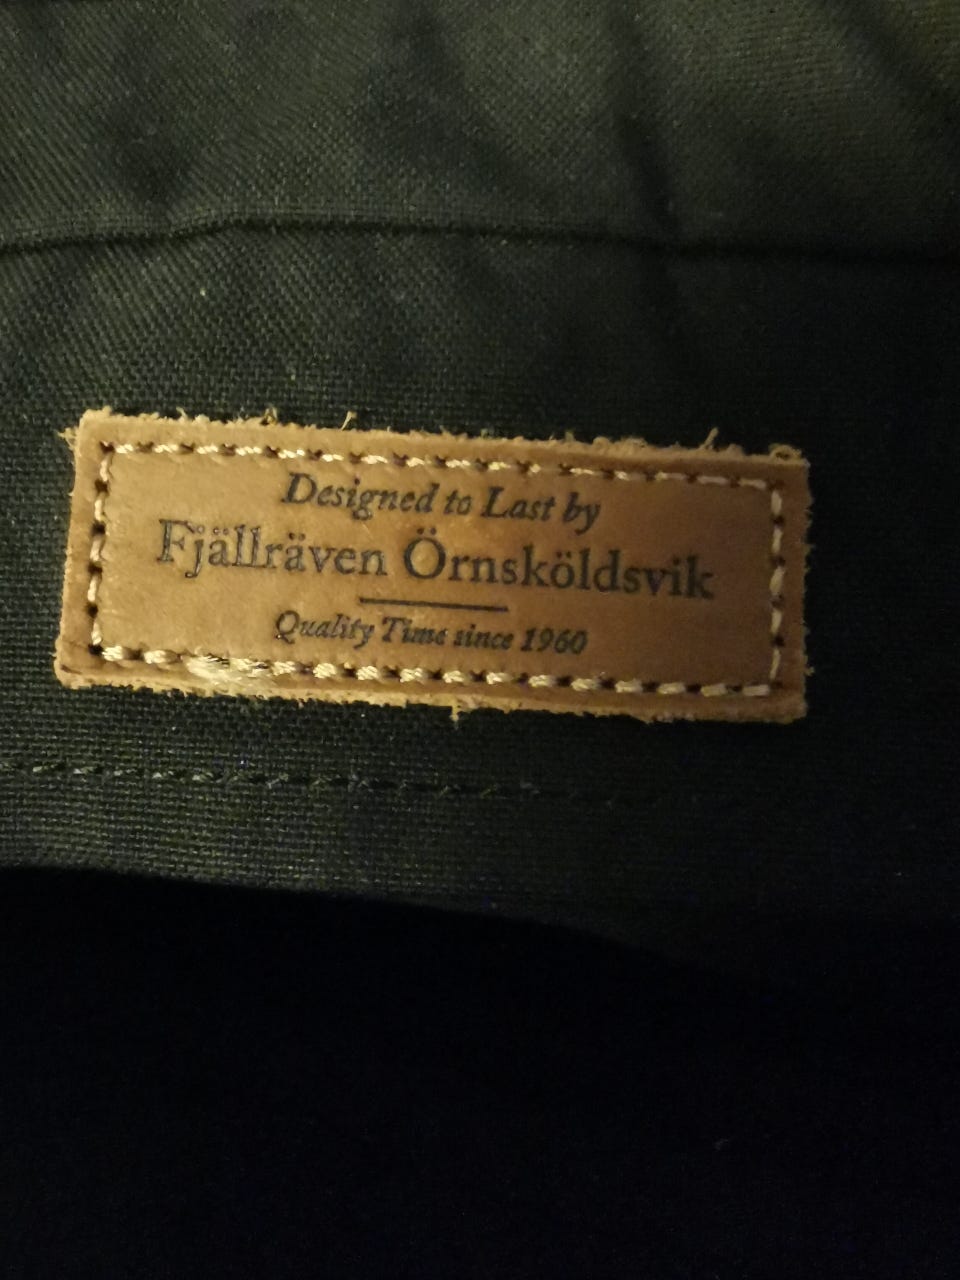 Designed to Last by
Fjällräven Örnsköldsvik
Quality Time since 1960